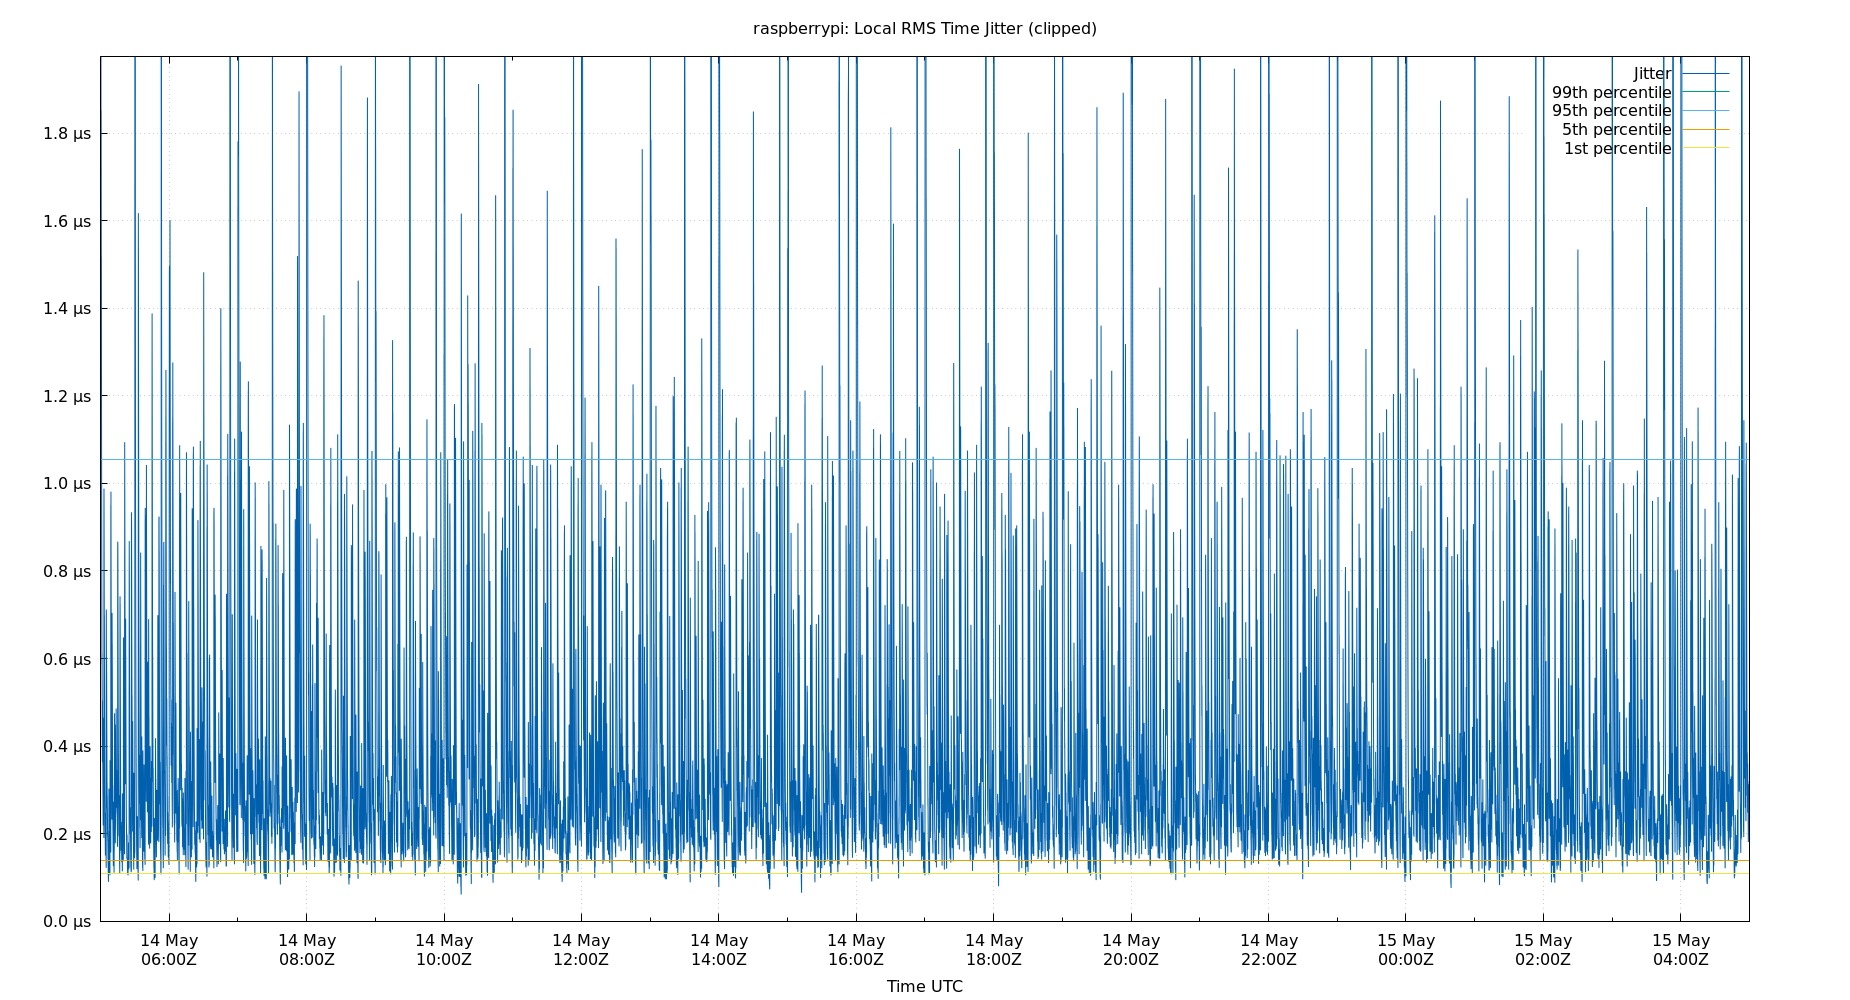 raspberrypi: Local RMS Time Jitter (clipped)
Jitter
99th percentile
95th percentile
5th percentile
1st percentile
1.8 µs
1.6 µs
1.4 µs
1.2 µs
1.0 µs
0.8 µs
0.6 µs
0.4 µs
0.2 µs
0.0 µs
14 May 14 May 14 May 14 May 14 May 14 May 14 May 14 May 14 May 15 May 15 May 15 May
06:00Z 08:00Z 10:00Z 12:00Z 14:00Z 16:00Z 18:00Z 20:00Z 22:00Z 00:00Z 02:00Z 04:00Z
Time UTC